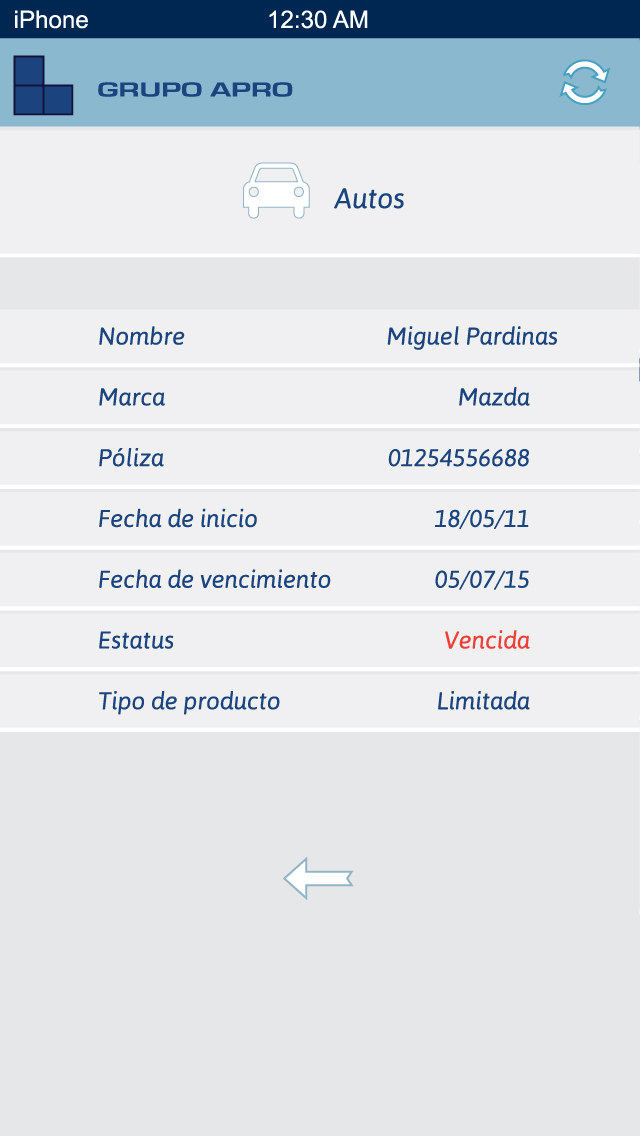 iPhone 12:30 AM
GRUPO APRO
Autos
Nombre Miguel Pardinas
Marca Mazda
Póliza 01254556688
Fecha de inicio 18/05/11
Fecha de vencimiento 05/07/15
Estatus Vencida
Tipo de producto Limitada